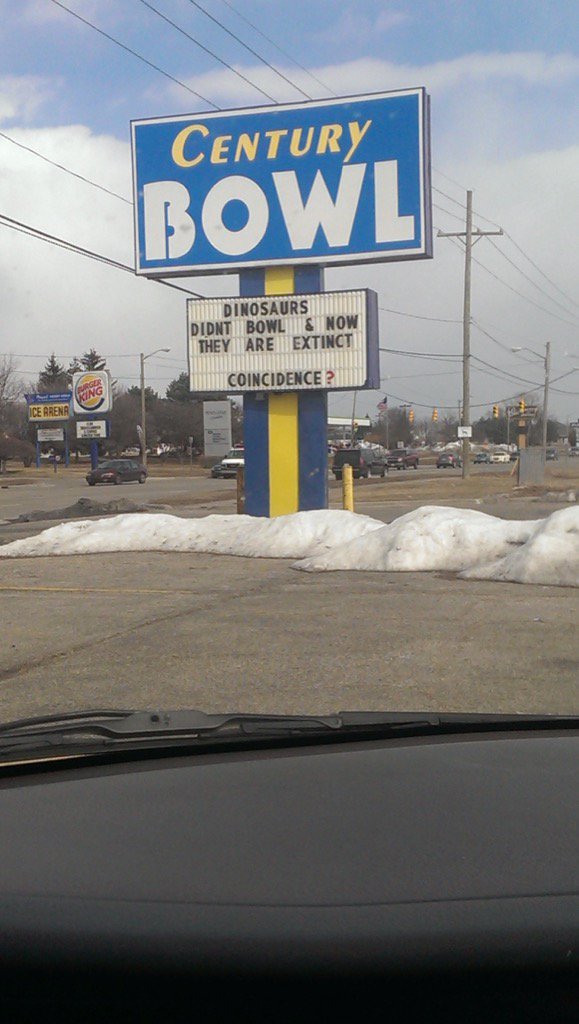 CENTURY
BOWL
DINOSAURS
DIDNT BOWL & NOW
THEY ARE EXTINCT
COINCIDENCE?
ICE ARENA
BURGER
KING